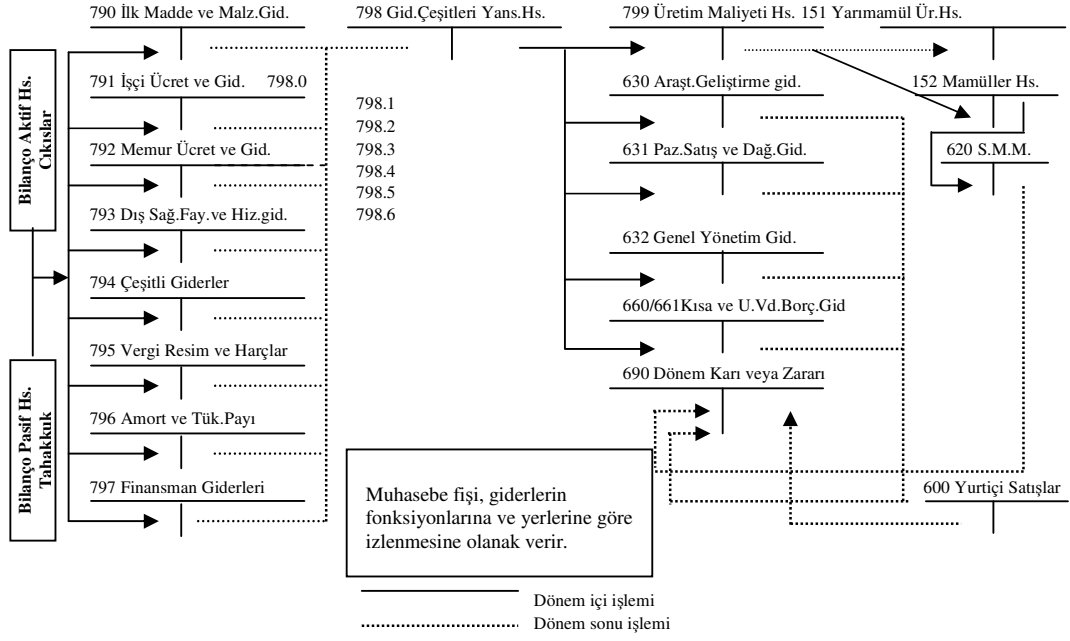 790 İlk Madde ve Malz.Gid.
798 Gid.Çeşitleri Yans.Hs.
799 Üretim Maliyeti Hs. 151 Yarımamül Ür.Hs.
Bilanço Aktif Hs.
Cıkıslar
791 İşçi Ücret ve Gid. 798.0
630 Araşt.Geliştirme gid.
152 Mamüller Hs.
798.1
798.2
798.3
798.4
798.5
798.6
792 Memur Ücret ve Gid.
631 Paz.Satış ve Dağ.Gid.
620 S.M.M.
793 Dış Sağ.Fay.ve Hiz.gid.
632 Genel Yönetim Gid.
794 Çeşitli Giderler
660/661Kısa ve U.Vd.Borç.Gid
795 Vergi Resim ve Harçlar
690 Dönem Karı veya Zararı
Bilanço Pasif Hs.
Tahakkuk
796 Amort ve Tük.Payı
797 Finansman Giderleri
600 Yurtiçi Satışlar
Muhasebe fişi, giderlerin
fonksiyonlarına ve yerlerine göre
izlenmesine olanak verir.
Dönem içi işlemi
Dönem sonu işlemi